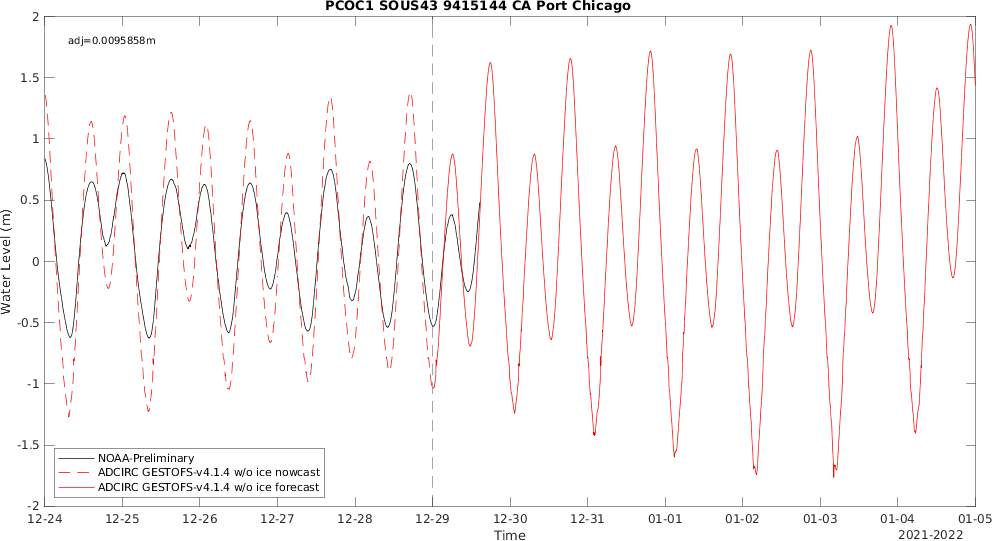 PCOC1 SOUS43 9415144 CA Port Chicago
adj=0.0095858m
2
1.5
1
0.5
0
-0.5
-1
-1.5
-2
Water Level (m)
NOAA-Preliminary
ADCIRC GESTOFS-v4.1.4 w/o ice nowcast
ADCIRC GESTOFS-v4.1.4 w/o ice forecast
12-24 12-25 12-26 12-27 12-28 12-29 12-30 12-31 01-01 01-02 01-03 01-04 01-05
Time
2021-2022